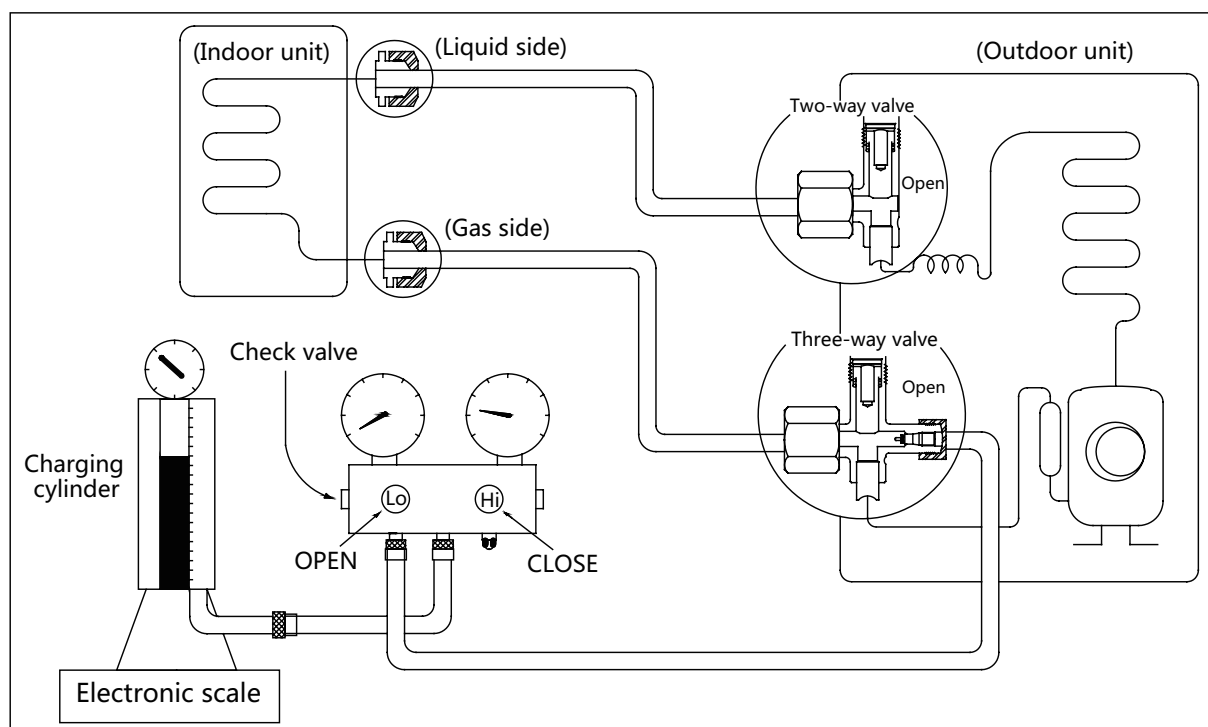 (Indoor unit)
(Liquid side)
(Outdoor unit)
Two-way valve
Open
(Gas side)
Three-way valve
Open
Check valve
Charging
cylinder
Lo
Hi
OPEN
CLOSE
Electronic scale